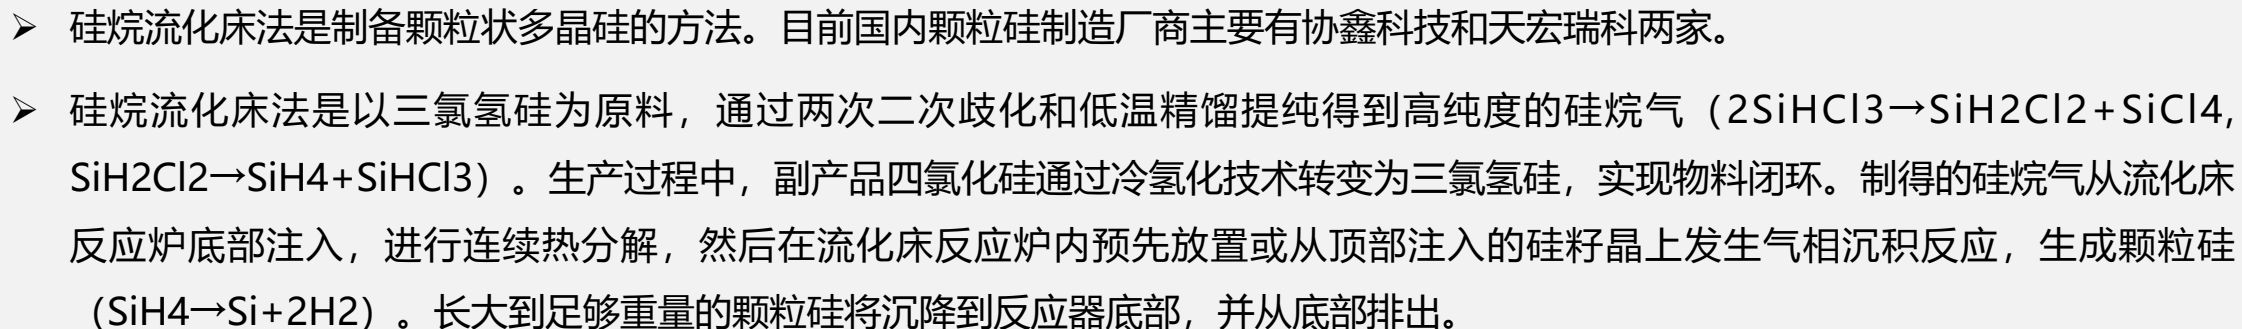 ➢ 硅烷流化床法是制备颗粒状多晶硅的方法。目前国内颗粒硅制造厂商主要有协鑫科技和天宏瑞科两家。
➢ 硅烷流化床法是以三氯氢硅为原料，通过两次二次歧化和低温精馏提纯得到高纯度的硅烷气（2SiHCl3→SiH2Cl2+SiCl4,
SiH2Cl2→SiH4+SiHCl3）。生产过程中，副产品四氯化硅通过冷氢化技术转变为三氯氢硅，实现物料闭环。制得的硅烷气从流化床
反应炉底部注入，进行连续热分解，然后在流化床反应炉内预先放置或从顶部注入的硅籽晶上发生气相沉积反应，生成颗粒硅
（SiH4→Si+2H2）。长大到足够重量的颗粒硅将沉降到反应器底部，并从底部排出。